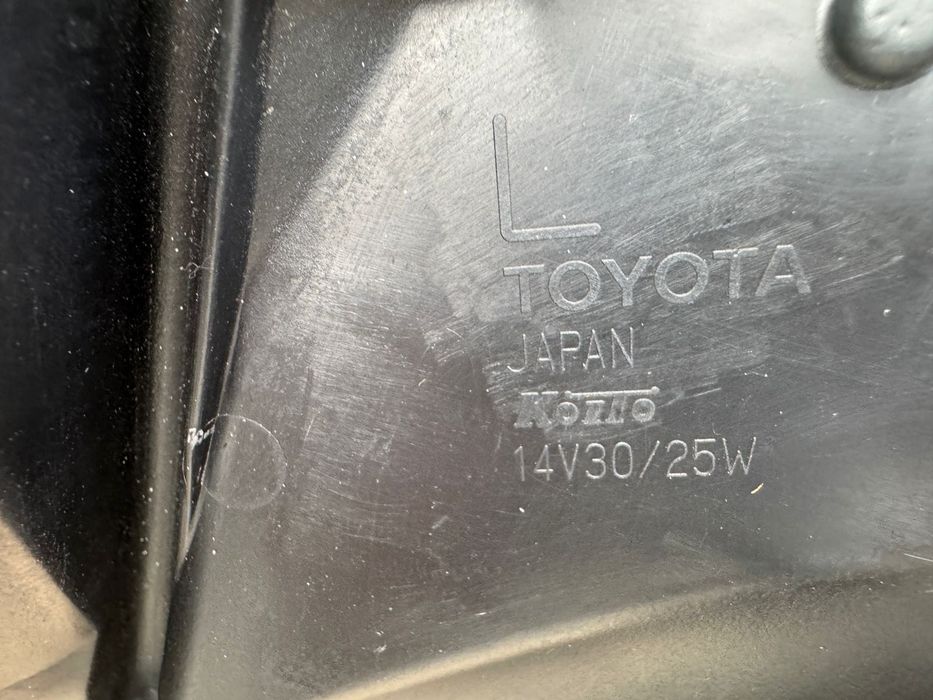 L
TOYOTA
JAPAN
Koito
14V30/25W